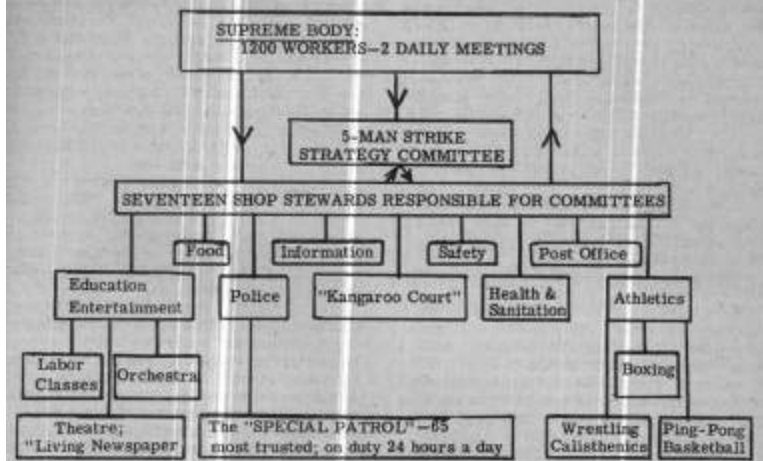 SUPREME BODY:
1200 WORKERS—2 DAILY MEETINGS
5-MAN STRIKE
STRATEGY COMMITTEE
SEVENTEEN SHOP STEWARDS RESPONSIBLE FOR COMMITTEES
Food
Information
Safety
Post Office
Education
Entertainment
Police
"Kangaroo Court"
Health &
Sanitation
Athletics
Labor
Classes
Orchestra
Boxing
Theatre;
"Living Newspaper
The "SPECIAL PATROL"—65
most trusted; on duty 24 hours a day
Wrestling
Calisthenics
Ping-Pong
Basketball